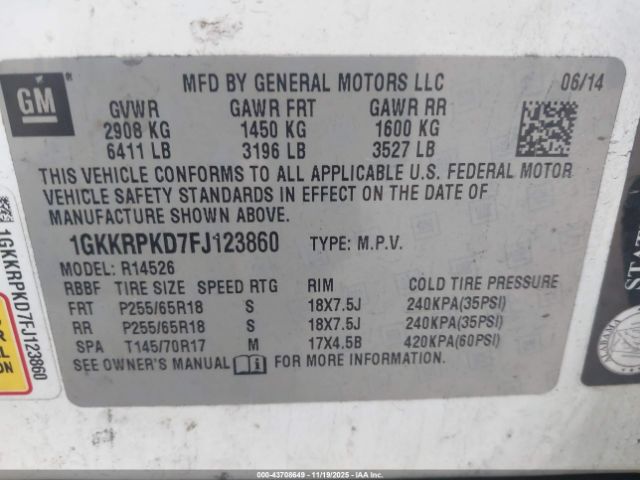 GM
MFD BY GENERAL MOTORS LLC 06/14
GVWR GAWR FRT GAWR RR
2908 KG 1450 KG 1600 KG
6411 LB 3196 LB 3527 LB
THIS VEHICLE CONFORMS TO ALL APPLICABLE U.S. FEDERAL MOTOR
VEHICLE SAFETY STANDARDS IN EFFECT ON THE DATE OF
MANUFACTURE SHOWN ABOVE.
1GKKRPKD7FJ123860 TYPE: M.P.V.
MODEL: R14526
RBBF TIRE SIZE SPEED RTG RIM COLD TIRE PRESSURE
FRT P255/65R18 S 18X7.5J 240KPA(35PSI)
RR P255/65R18 S 18X7.5J 240KPA(35PSI)
SPA T145/70R17 M 17X4.5B 420KPA(60PSI)
SEE OWNER'S MANUAL FOR MORE INFORMATION
1GKKRPKD7FJ123860
ALABAMA
000-43708649 11/19/2025 IAA Inc.